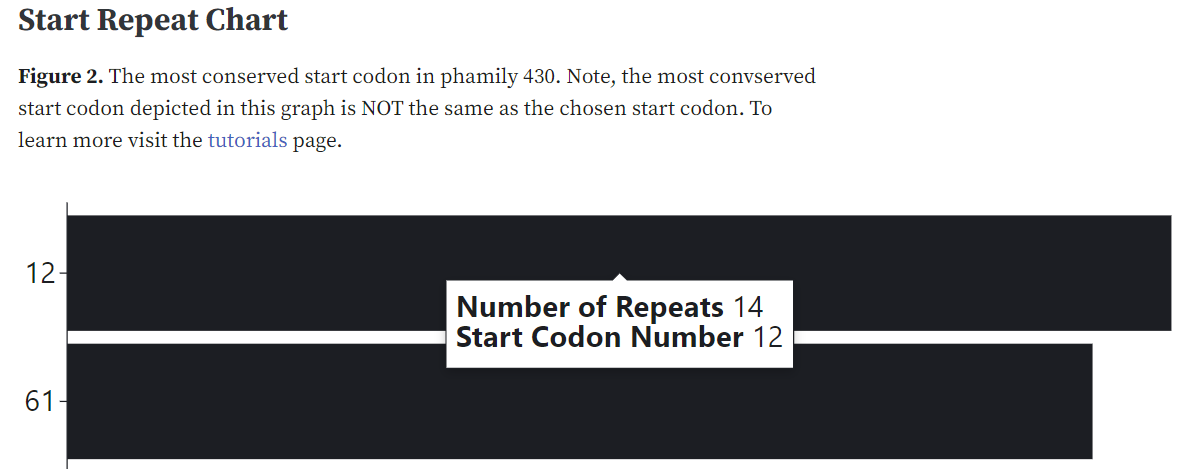 Start Repeat Chart
Figure 2. The most conserved start codon in phamily 430. Note, the most convserved
start codon depicted in this graph is NOT the same as the chosen start codon. To
learn more visit the tutorials page.
12
Number of Repeats 14
Start Codon Number 12
61